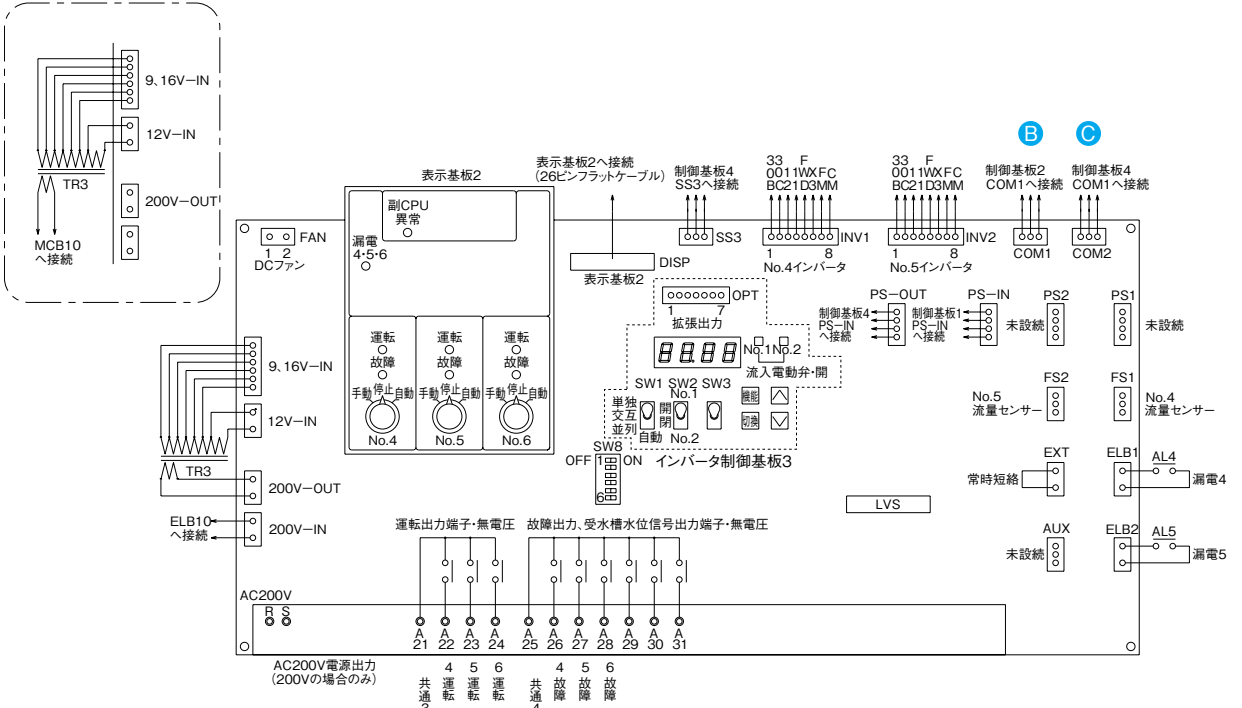 9、16V−IN
12V−IN
TR3
200V−OUT
MCB10
へ接続
B
C
表示基板2へ接続
(26ピンフラットケーブル)
制御基板4
SS3へ接続
33 F
0011WXFC
BC21D3MM
33 F
0011WXFC
BC21D3MM
制御基板2
COM1へ接続
制御基板4
COM1へ接続
表示基板2
副CPU
異常
漏電
4・5・6
FAN
1 2
DCファン
SS3
INV1
1 8
No.4インバータ
INV2
1 8
No.5インバータ
COM1
COM2
DISP
表示基板2
OPT
1 7
拡張出力
PS−OUT
制御基板4
PS−IN
へ接続
PS−IN
制御基板1
PS−IN
へ接続
PS2
未設続
PS1
未設続
8.8.8.8
No.1No.2
流入電動弁・開
運転
故障
手動 停止 自動
No.4
運転
故障
手動 停止 自動
No.5
運転
故障
手動 停止 自動
No.6
SW1 SW2 SW3
No.1
単独
交互
並列
開
閉
自動
No.2
機能
切換
9、16V−IN
12V−IN
TR3
200V−OUT
ELB10
へ接続
200V−IN
FS2
No.5
流量センサー
FS1
No.4
流量センサー
SW8
OFF 1 ON
6
インバータ制御基板3
EXT
常時短絡
ELB1
AL4
漏電4
LVS
AUX
未設続
ELB2
AL5
漏電5
運転出力端子・無電圧
故障出力、受水槽水位信号出力端子・無電圧
AC200V
R S
A21 A22 A23 A24 A25 A26 A27 A28 A29 A30 A31
AC200V電源出力
(200Vの場合のみ)
共通3
4運転
5運転
6運転
共通4
4故障
5故障
6故障